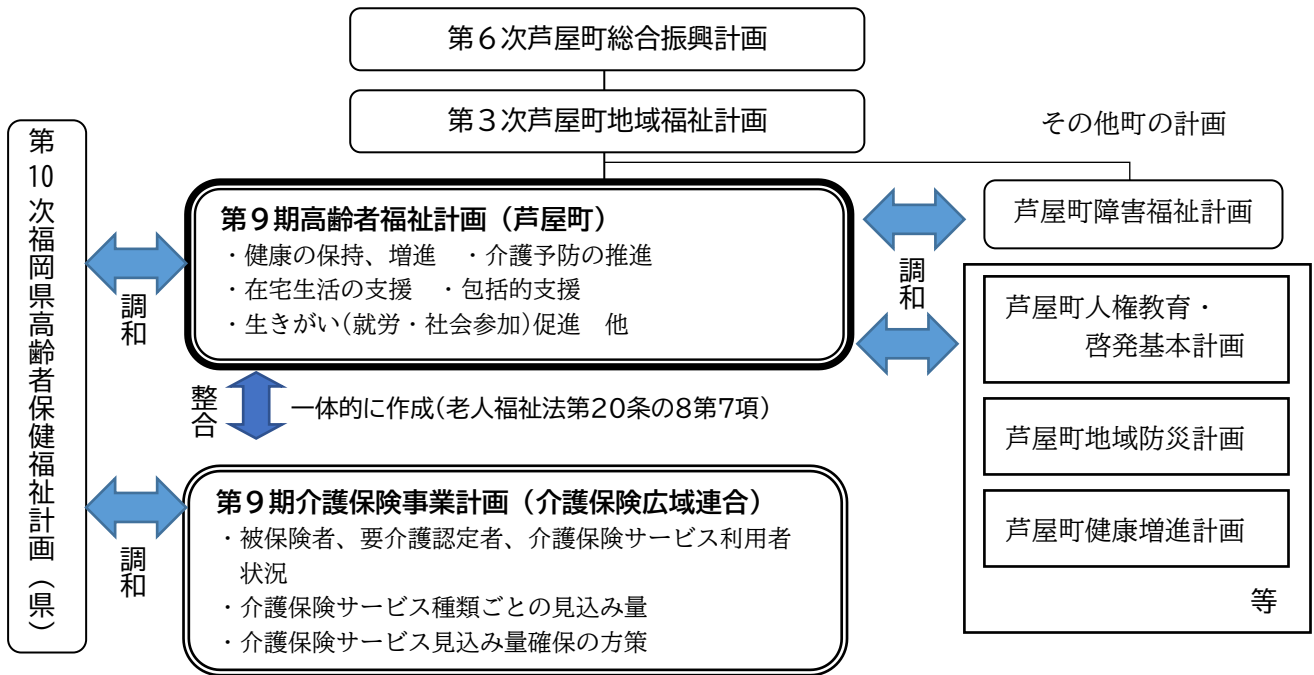 第６次芦屋町総合振興計画
第３次芦屋町地域福祉計画
その他町の計画
第10次福岡県高齢者保健福祉計画（県）
調和
第９期高齢者福祉計画（芦屋町）
・健康の保持、増進　・介護予防の推進
・在宅生活の支援　・包括的支援
・生きがい(就労・社会参加)促進　他
調和
芦屋町障害福祉計画
芦屋町人権教育・
啓発基本計画
芦屋町地域防災計画
芦屋町健康増進計画
等
整合
一体的に作成(老人福祉法第20条の8第7項)
調和
第９期介護保険事業計画（介護保険広域連合）
・被保険者、要介護認定者、介護保険サービス利用者
状況
・介護保険サービス種類ごとの見込み量
・介護保険サービス見込み量確保の方策